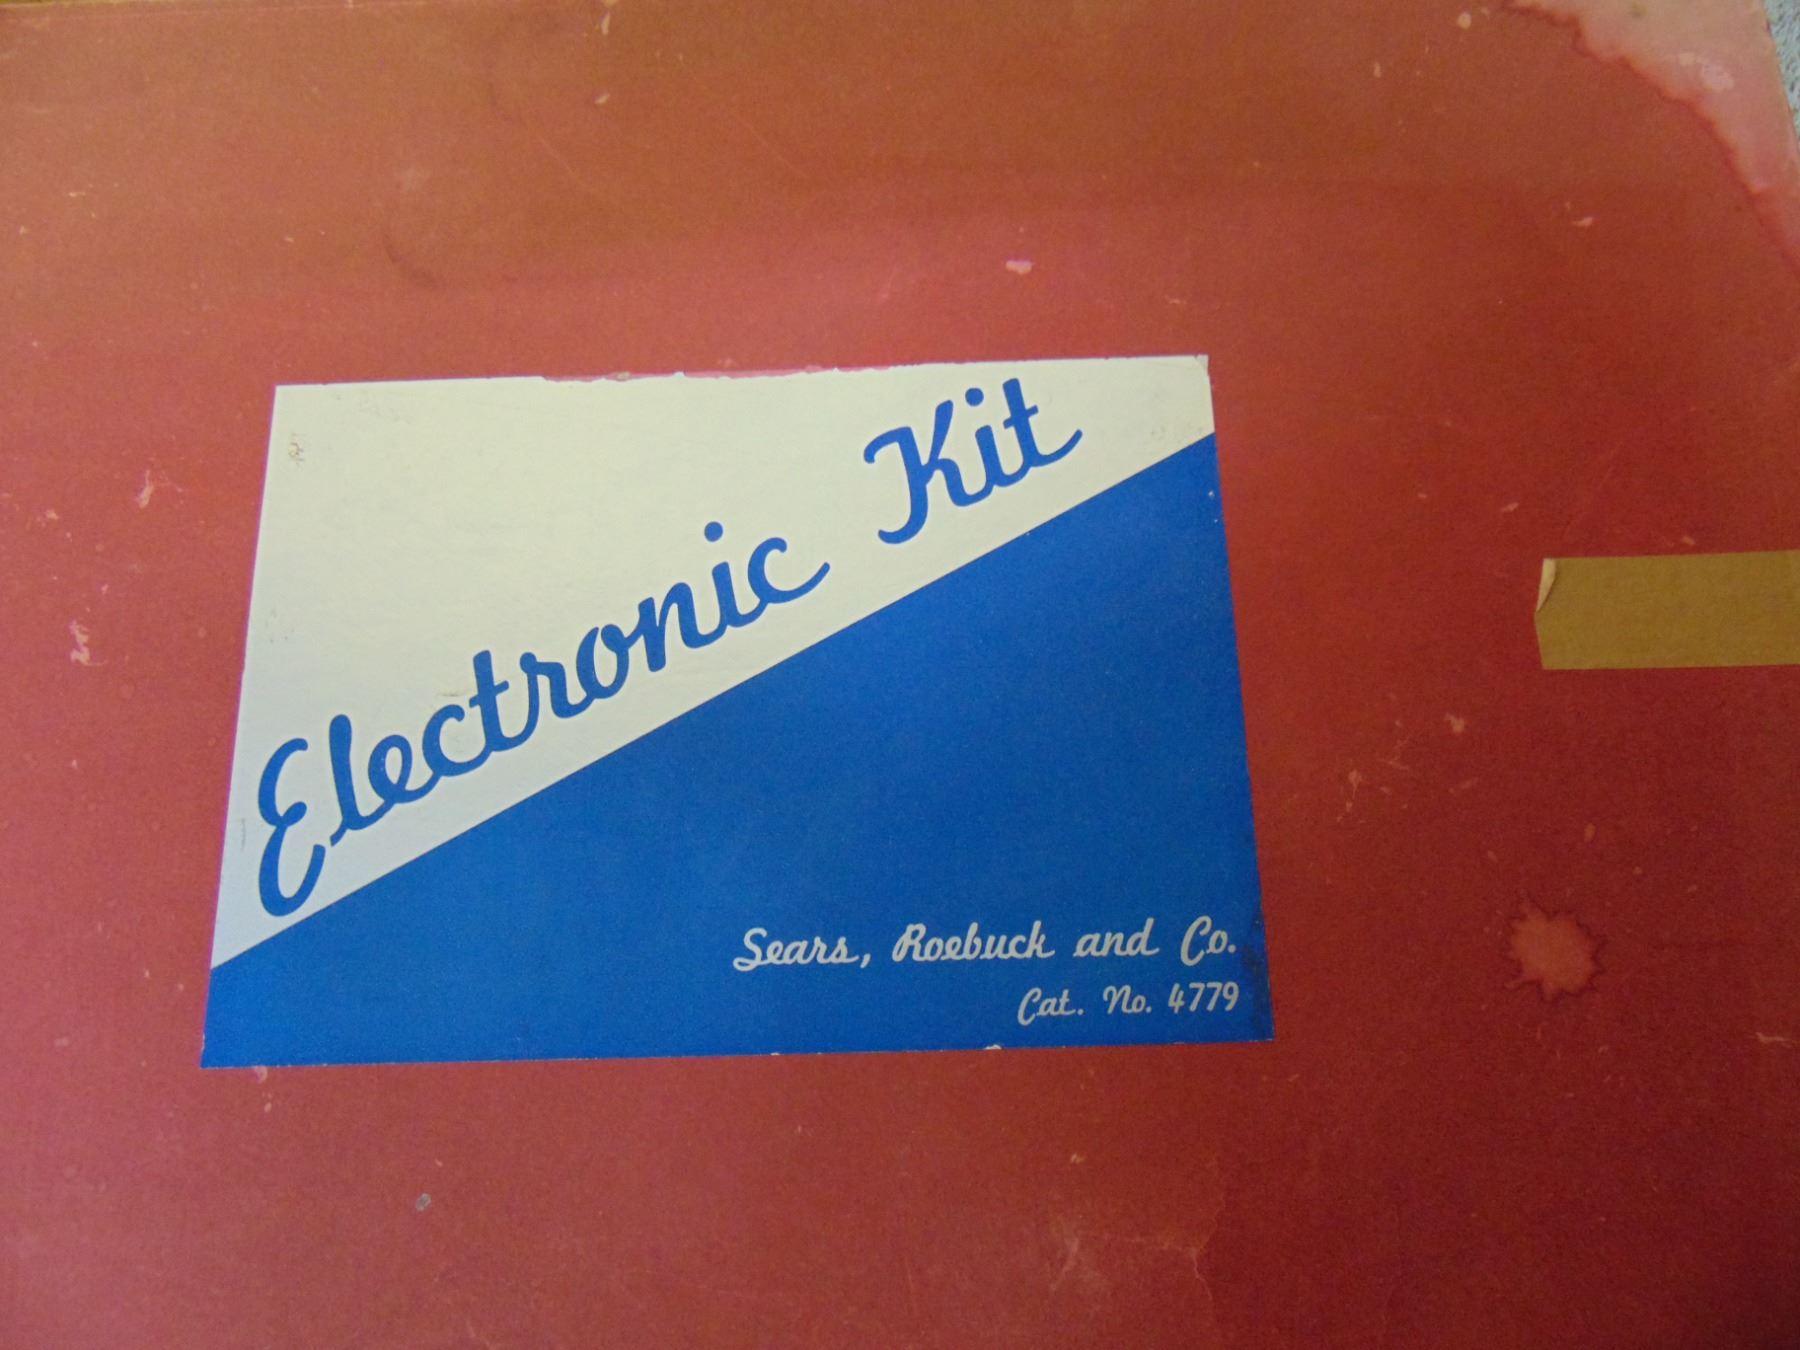 Electronic Kit
Sears, Roebuck and Co.
Cat. No. 4779